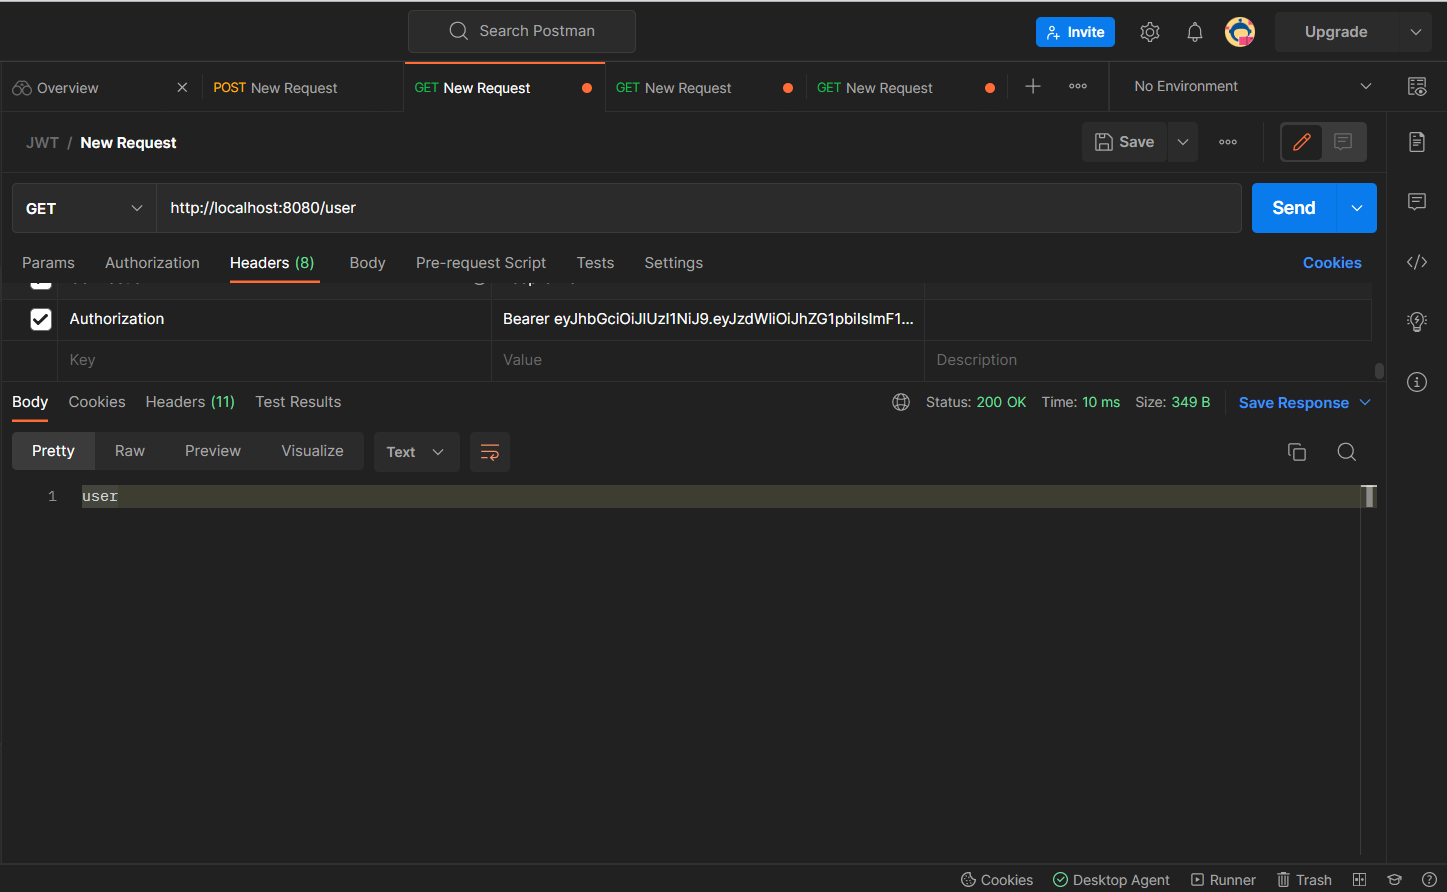 Search Postman
Invite
Upgrade
Overview
POST New Request
GET New Request
GET New Request
GET New Request
No Environment
JWT / New Request
Save
GET
http://localhost:8080/user
Send
Params Authorization Headers (8) Body Pre-request Script Tests Settings Cookies
Authorization Bearer eyJhbGciOiJIUzI1NiJ9.eyJzdWIiOiJhZG1pbiIsImF1...
Key Value Description
Body Cookies Headers (11) Test Results Status: 200 OK Time: 10 ms Size: 349 B Save Response
Pretty Raw Preview Visualize Text
1 user
Cookies Desktop Agent Runner Trash